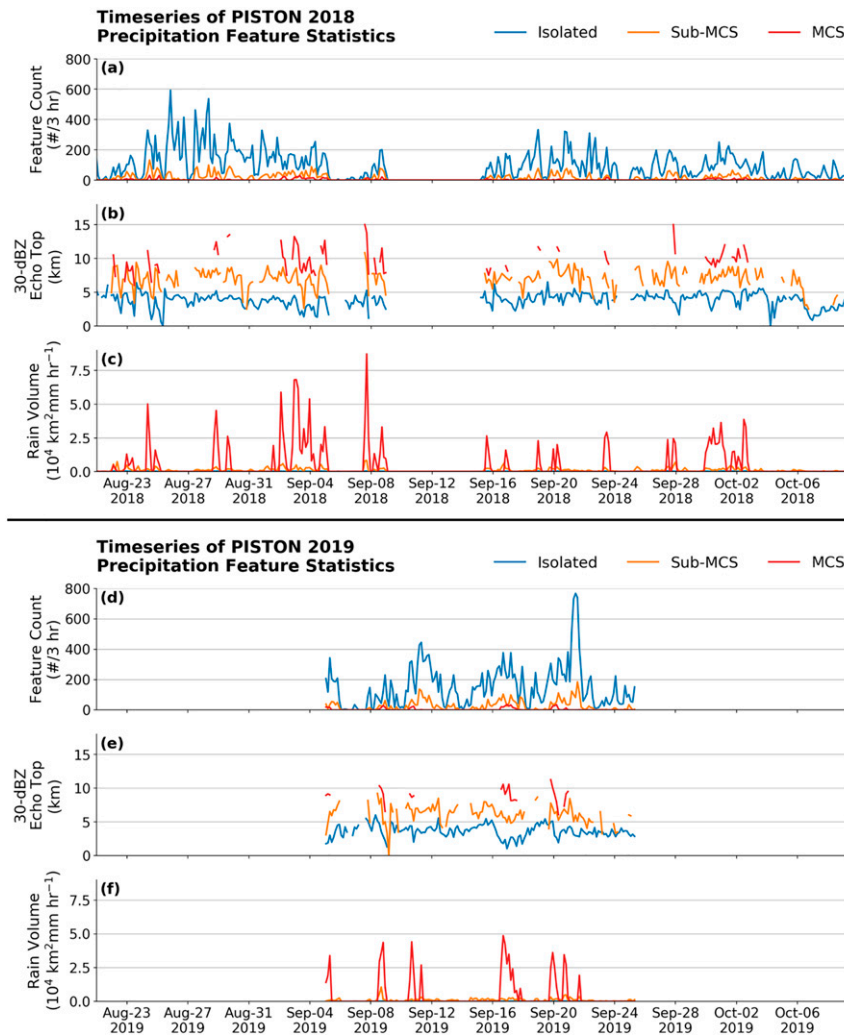 Timeseries of PISTON 2018
Precipitation Feature Statistics
Isolated Sub-MCS MCS
(a)
Feature Count
(#/3 hr)
800
600
400
200
0
(b)
30-dBZ
Echo Top
(km)
15
10
5
0
(c)
Rain Volume
(10⁴ km²mm hr⁻¹)
7.5
5.0
2.5
0.0
Aug-23 Aug-27 Aug-31 Sep-04 Sep-08 Sep-12 Sep-16 Sep-20 Sep-24 Sep-28 Oct-02 Oct-06
2018 2018 2018 2018 2018 2018 2018 2018 2018 2018 2018 2018
Timeseries of PISTON 2019
Precipitation Feature Statistics
Isolated Sub-MCS MCS
(d)
Feature Count
(#/3 hr)
800
600
400
200
0
(e)
30-dBZ
Echo Top
(km)
15
10
5
0
(f)
Rain Volume
(10⁴ km²mm hr⁻¹)
7.5
5.0
2.5
0.0
Aug-23 Aug-27 Aug-31 Sep-04 Sep-08 Sep-12 Sep-16 Sep-20 Sep-24 Sep-28 Oct-02 Oct-06
2019 2019 2019 2019 2019 2019 2019 2019 2019 2019 2019 2019